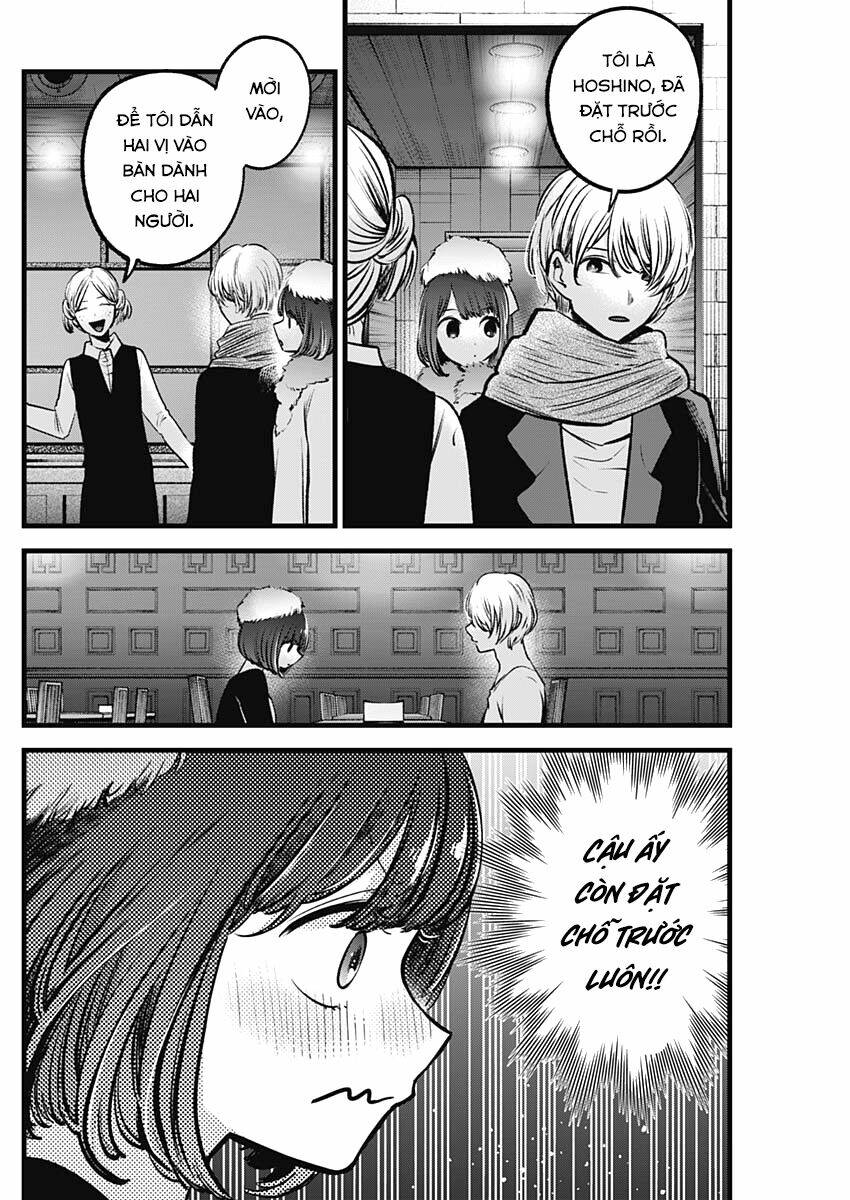 TÔI LÀ
HOSHINO, ĐÃ
ĐẶT TRƯỚC
CHỖ RỒI.
MỜI
VÀO,
ĐỂ TÔI DẪN
HAI VỊ VÀO
BÀN DÀNH
CHO HAI
NGƯỜI.
CẬU ẤY
CÒN ĐẶT
CHỖ TRƯỚC
LUÔN!!